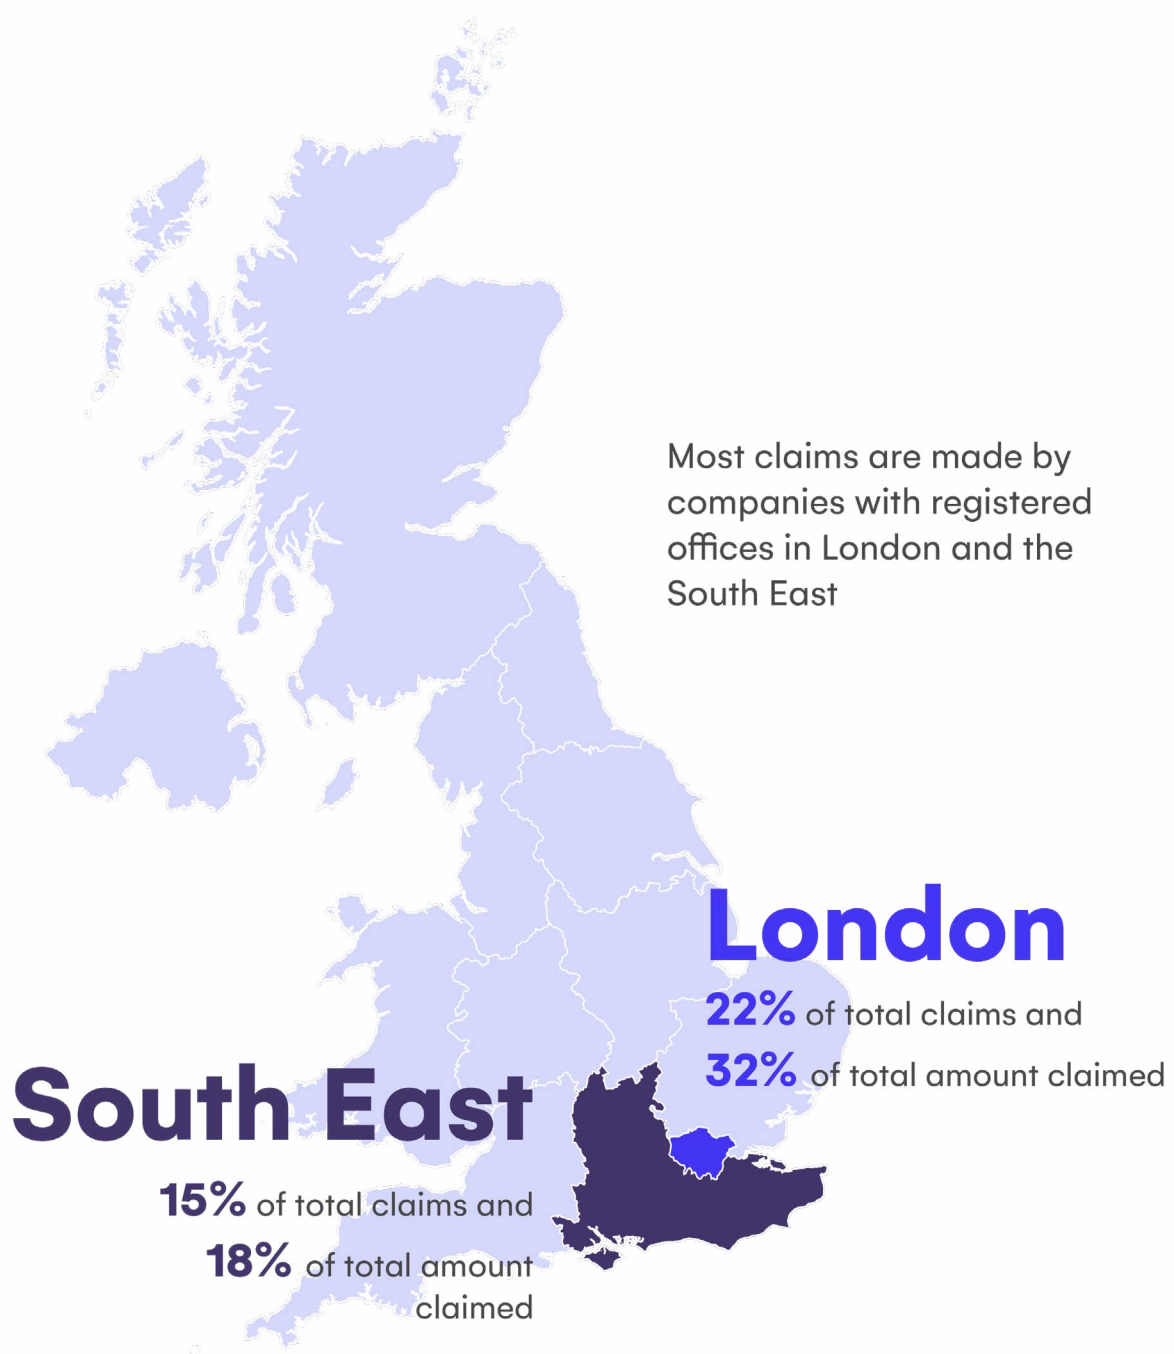 Most claims are made by
companies with registered
offices in London and the
South East
London
22% of total claims and
32% of total amount claimed
South East
15% of total claims and
18% of total amount
claimed